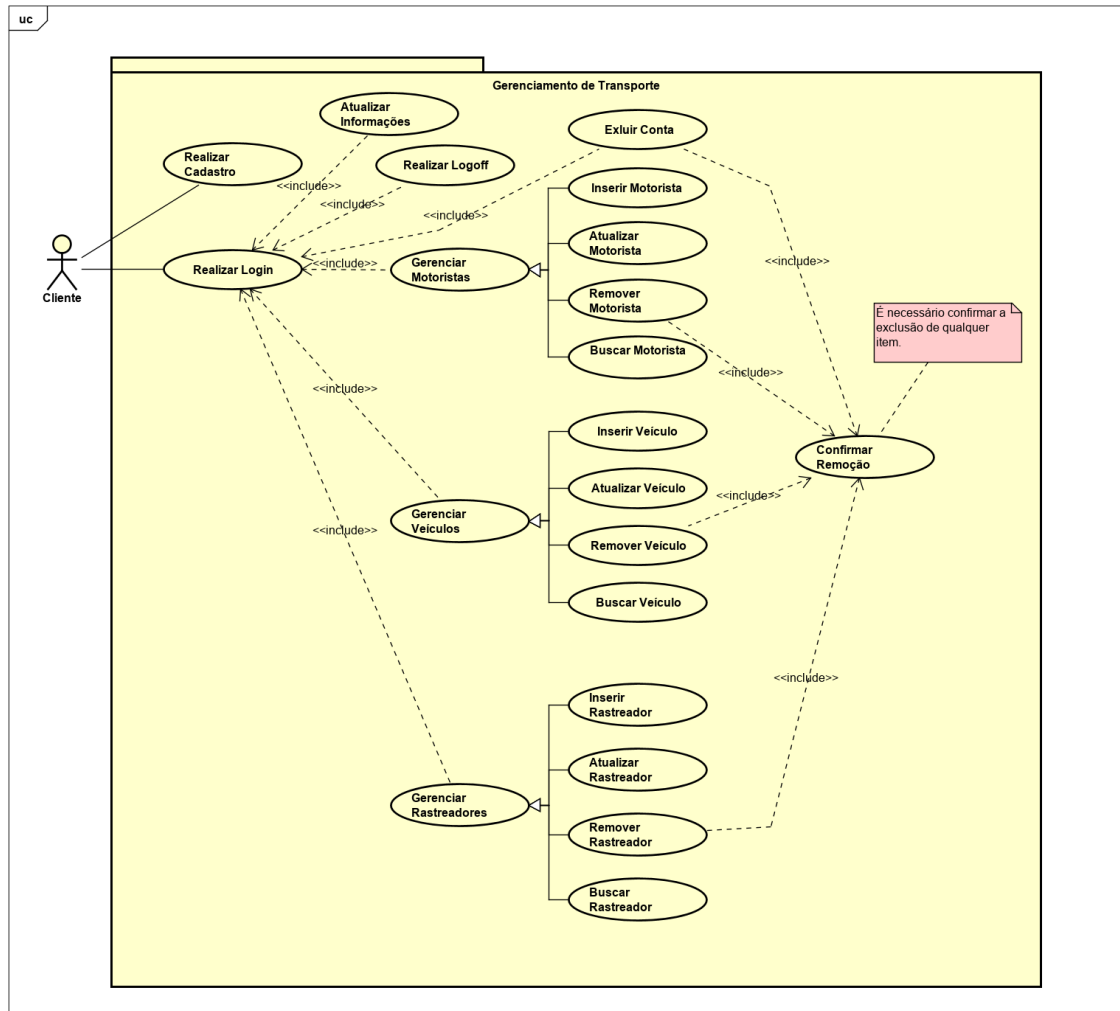 uc
Gerenciamento de Transporte
Atualizar
Informações
Exluir Conta
Realizar
Cadastro
Realizar Logoff
<<include>>
<<include>>
<<include>>
Inserir Motorista
Atualizar
Motorista
Realizar Login
<<include>>
Gerenciar
Motoristas
<<include>>
Cliente
Remover
Motorista
É necessário confirmar a
exclusão de qualquer
item.
Buscar Motorista
<<include>>
<<include>>
Inserir Veículo
Confirmar
Remoção
Atualizar Veículo
<<include>>
Gerenciar
Veículos
<<include>>
Remover Veículo
Buscar Veículo
<<include>>
Inserir
Rastreador
Atualizar
Rastreador
Gerenciar
Rastreadores
Remover
Rastreador
Buscar
Rastreador